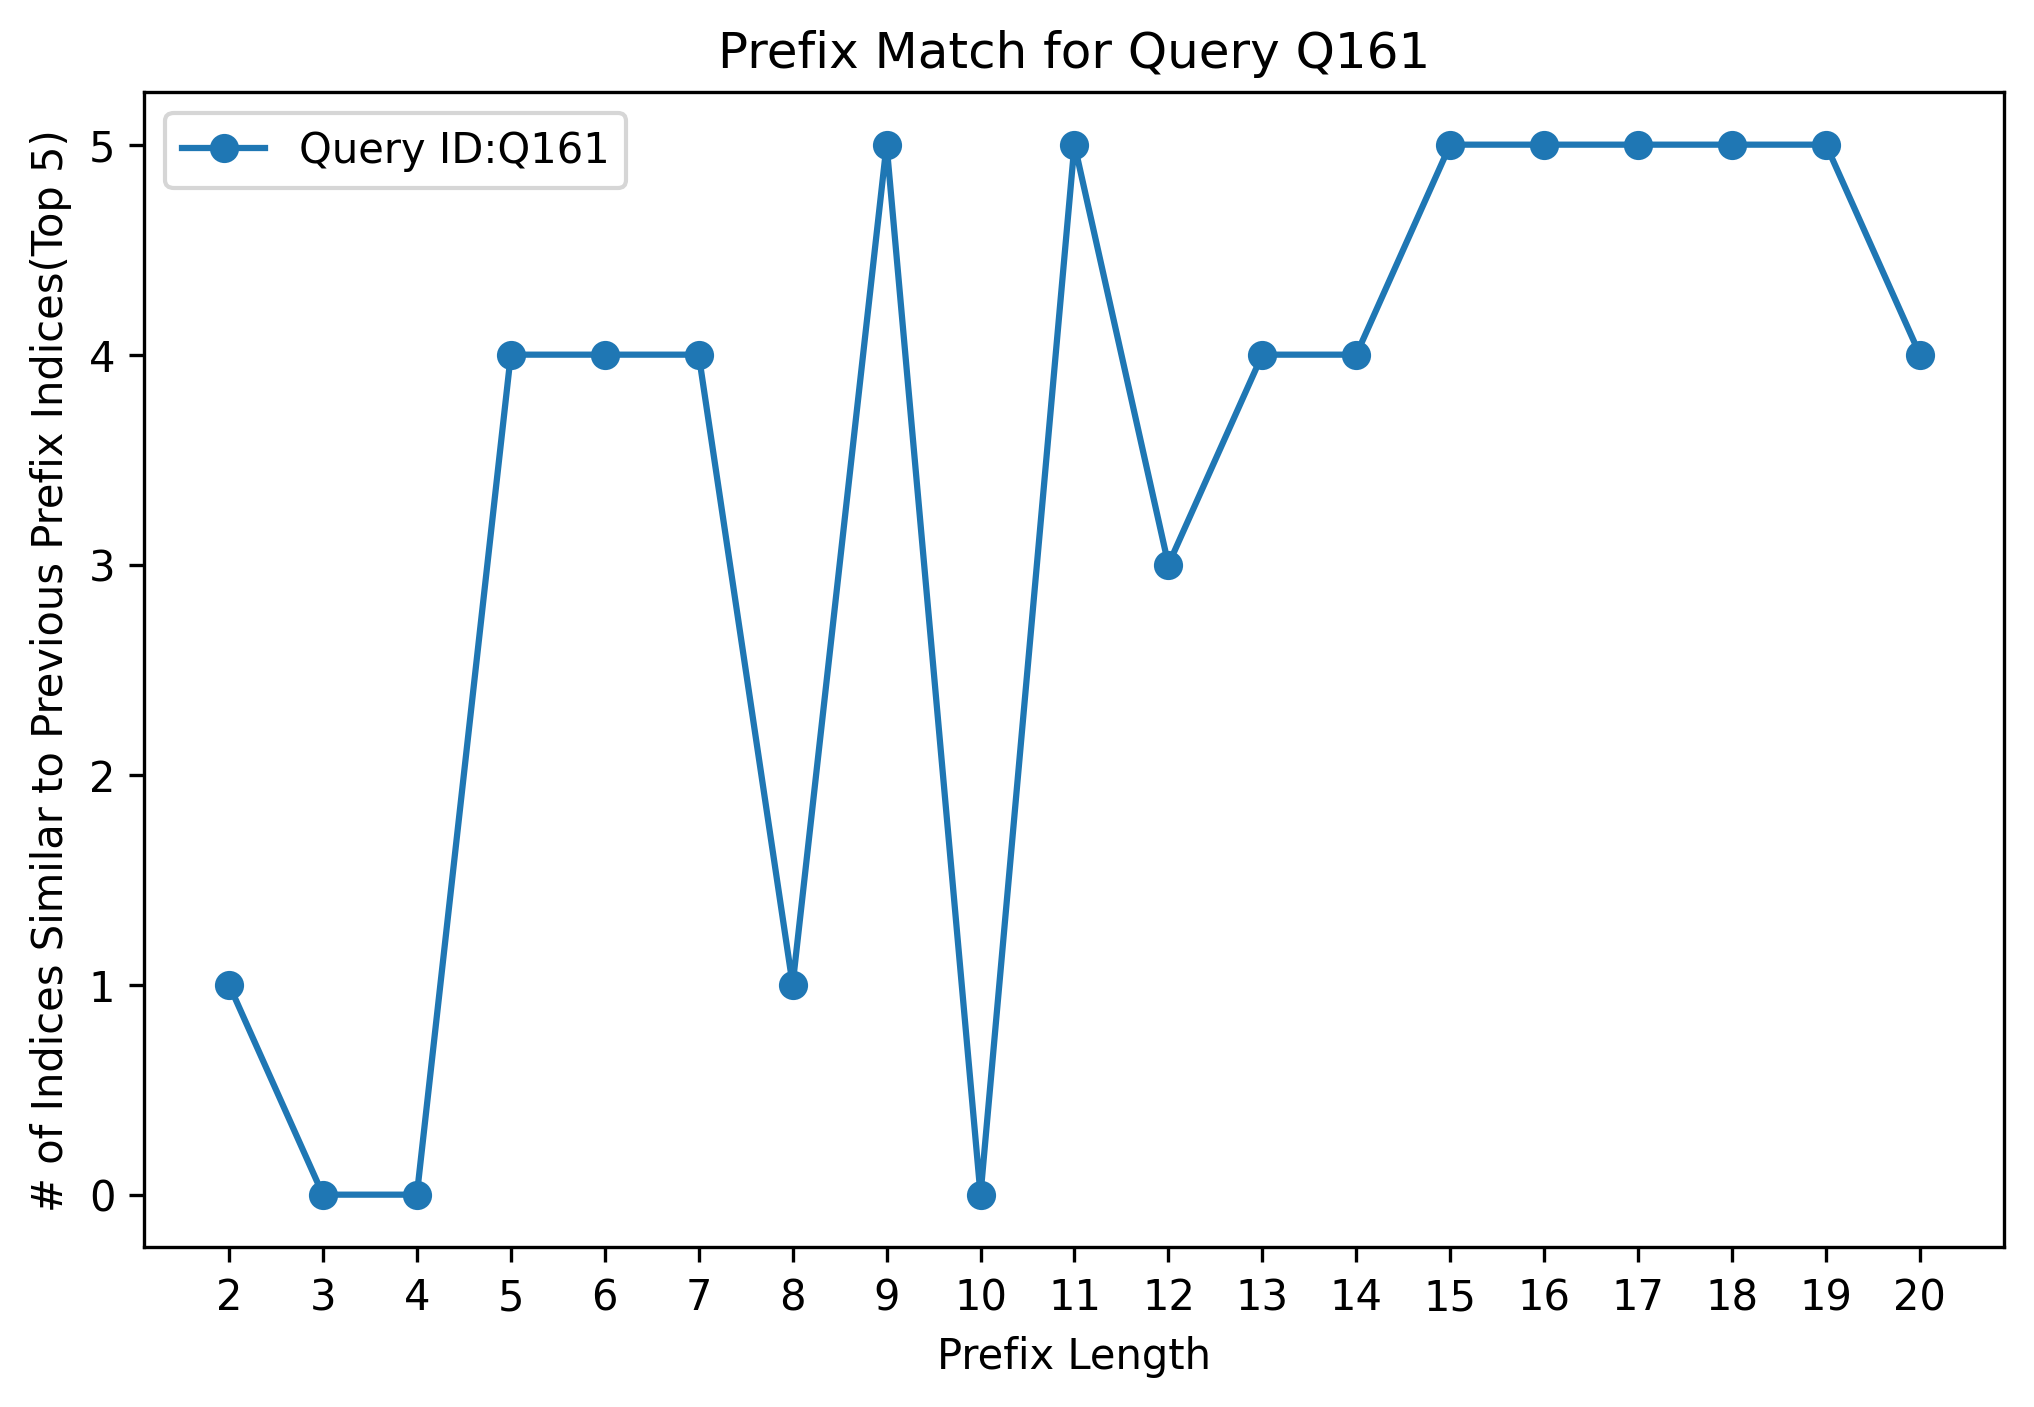 Prefix Match for Query Q161
Query ID:Q161
# of Indices Similar to Previous Prefix Indices(Top 5)
5
4
3
2
1
0
2 3 4 5 6 7 8 9 10 11 12 13 14 15 16 17 18 19 20
Prefix Length